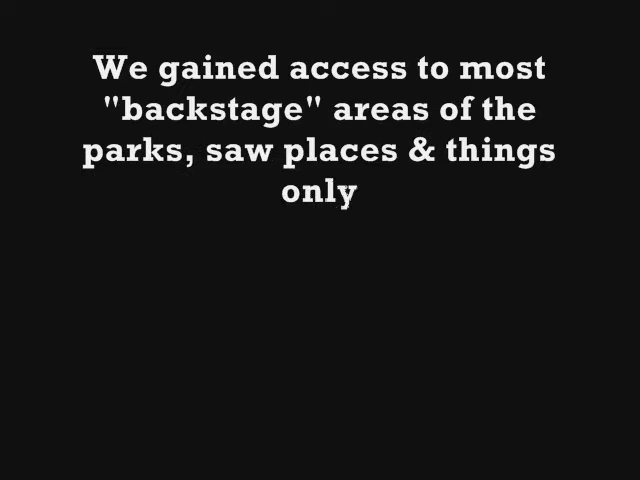 We gained access to most
"backstage" areas of the
parks, saw places & things
only